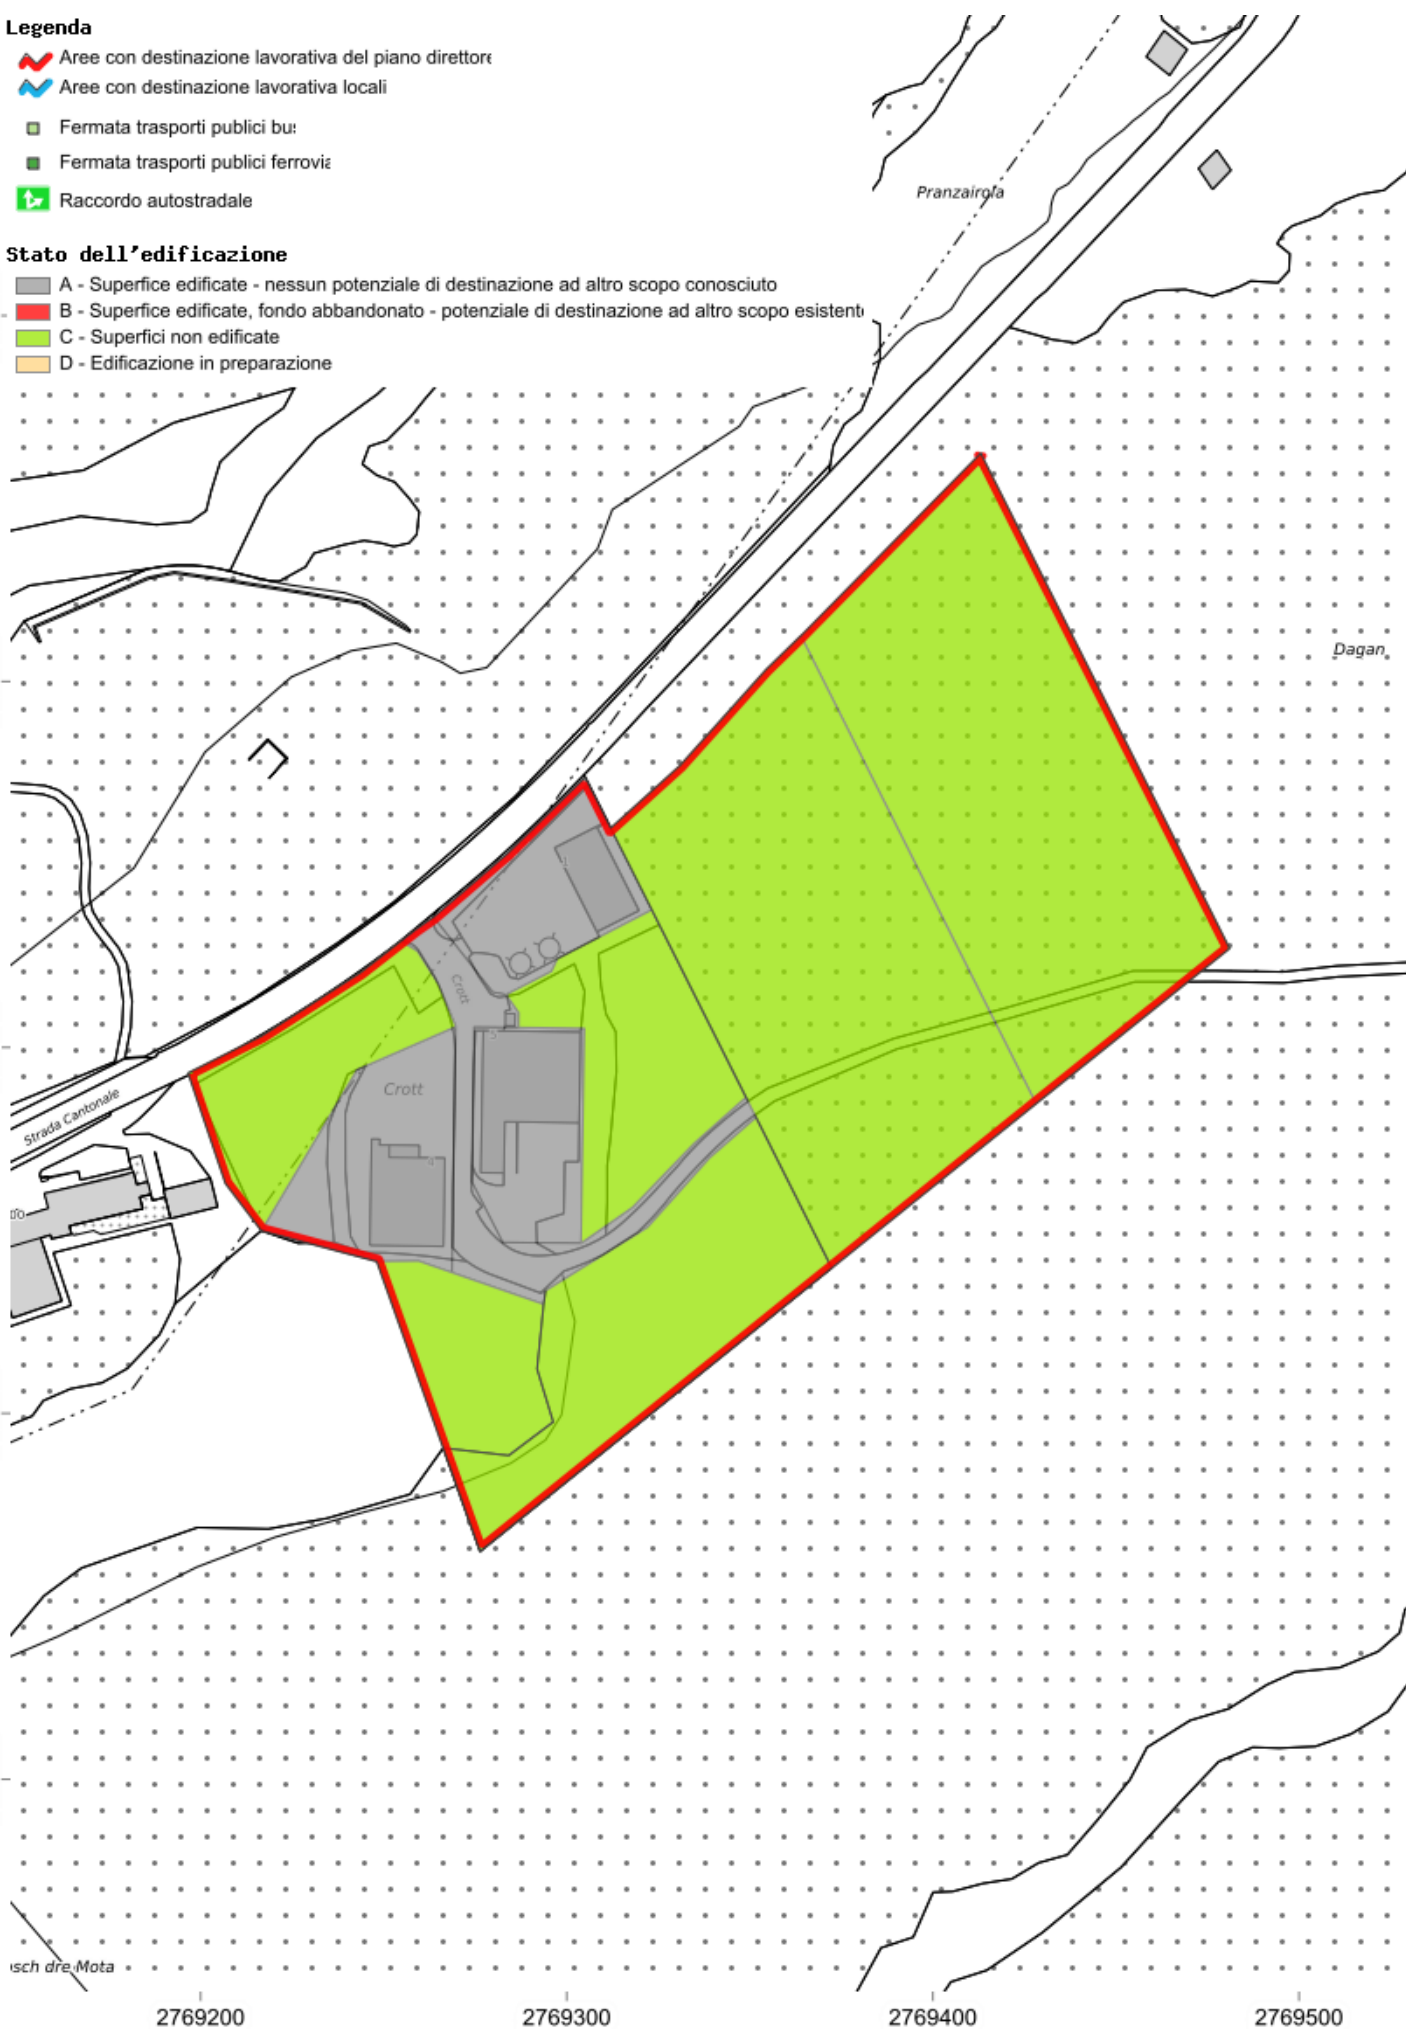 Legenda
Aree con destinazione lavorativa del piano direttore
Aree con destinazione lavorativa locali
Fermata trasporti publici bus
Fermata trasporti publici ferrovia
Raccordo autostradale
Stato dell'edificazione
A - Superfice edificate - nessun potenziale di destinazione ad altro scopo conosciuto
B - Superfice edificate, fondo abbandonato - potenziale di destinazione ad altro scopo esistente
C - Superfici non edificate
D - Edificazione in preparazione
Pranzairola
Dagan
Crott
5
Crott
Strada Cantonale
4
sch dre Mota
2769200 2769300 2769400 2769500